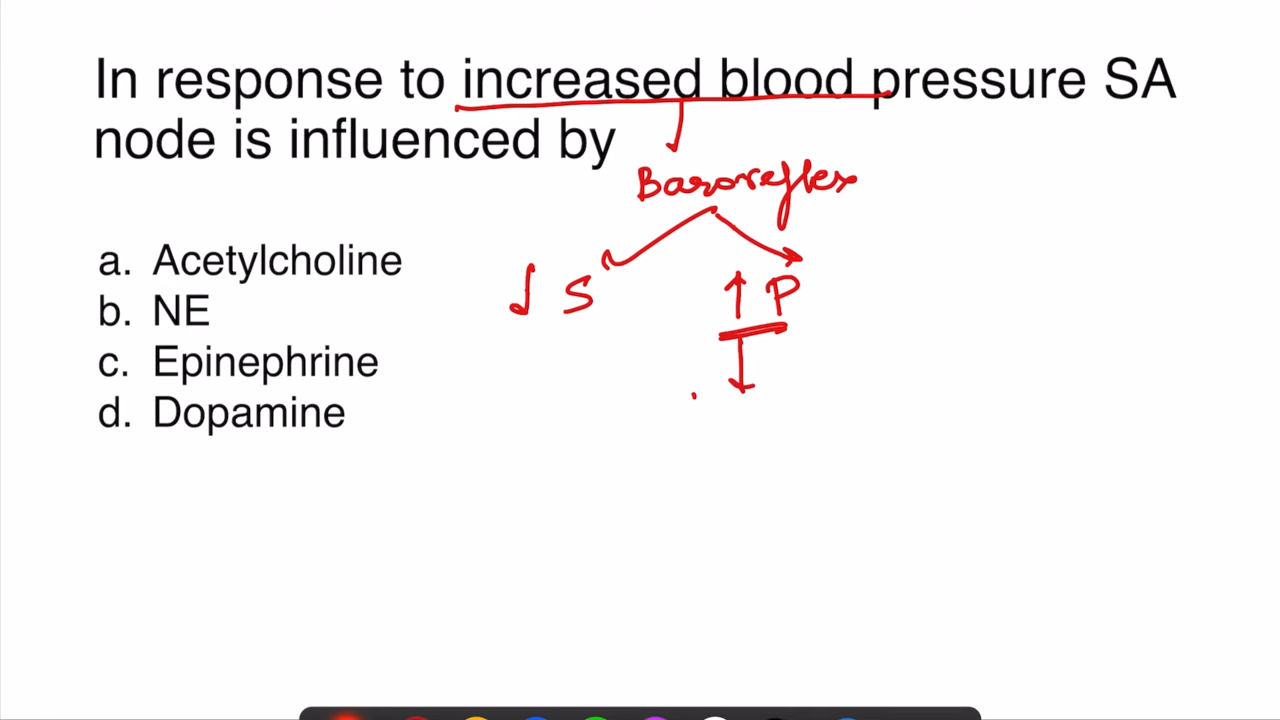 In response to increased blood pressure SA
node is influenced by
Baroreflex
a. Acetylcholine
↓ S
↑ P
b. NE
c. Epinephrine
d. Dopamine